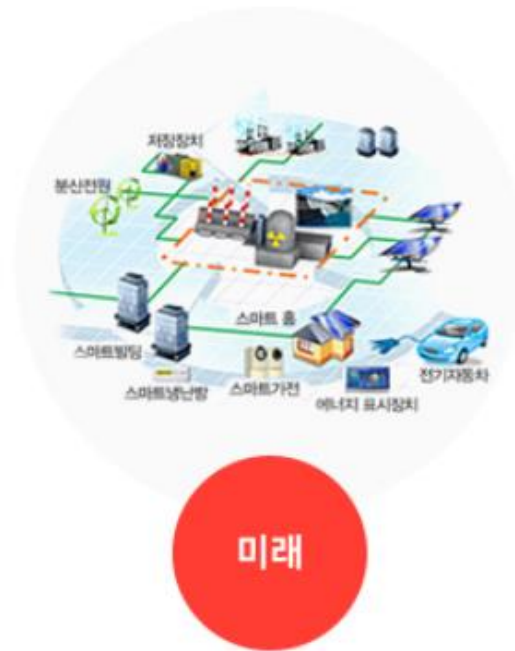 저장장치
분산전원
스마트 홈
스마트빌딩
스마트냉난방
스마트가전
에너지 표시장치
전기자동차
미래